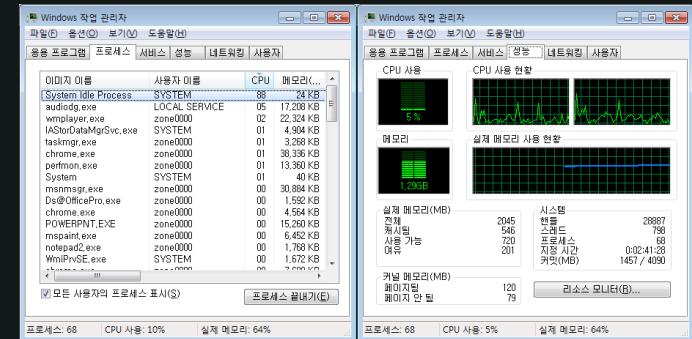 Windows 작업 관리자
파일(F) 옵션(O) 보기(V) 도움말(H)
응용 프로그램 프로세스 서비스 성능 네트워킹 사용자
이미지 이름 사용자 이름 CPU 메모리(...
System Idle Process SYSTEM 88 24 KB
audiodg.exe LOCAL SERVICE 05 17,208 KB
wmplayer.exe zone0000 02 22,324 KB
IAStorDataMgrSvc.exe SYSTEM 01 4,904 KB
taskmgr.exe zone0000 01 3,268 KB
chrome.exe zone0000 01 38,336 KB
perfmon.exe zone0000 01 13,360 KB
System SYSTEM 01 40 KB
msnmsgr.exe zone0000 00 30,884 KB
Ds@OfficePro.exe zone0000 00 1,592 KB
chrome.exe zone0000 00 4,564 KB
POWERPNT.EXE zone0000 00 15,260 KB
mspaint.exe zone0000 00 6,452 KB
notepad2.exe zone0000 00 1,768 KB
WmiPrvSE.exe SYSTEM 00 1,672 KB
모든 사용자의 프로세스 표시(S) 프로세스 끝내기(E)
프로세스: 68 CPU 사용: 10% 실제 메모리: 64%
Windows 작업 관리자
파일(F) 옵션(O) 보기(V) 도움말(H)
응용 프로그램 프로세스 서비스 성능 네트워킹 사용자
CPU 사용 CPU 사용 현황
5 %
메모리 실제 메모리 사용 현황
1,29GB
실제 메모리(MB)
전체 2045
캐시됨 546
사용 가능 720
여유 201
시스템
핸들 28887
스레드 798
프로세스 68
작동 시간 0:02:41:28
커밋(MB) 1457 / 4090
커널 메모리(MB)
페이지됨 120
페이지 안 됨 79
리소스 모니터(R)...
프로세스: 68 CPU 사용: 5% 실제 메모리: 64%